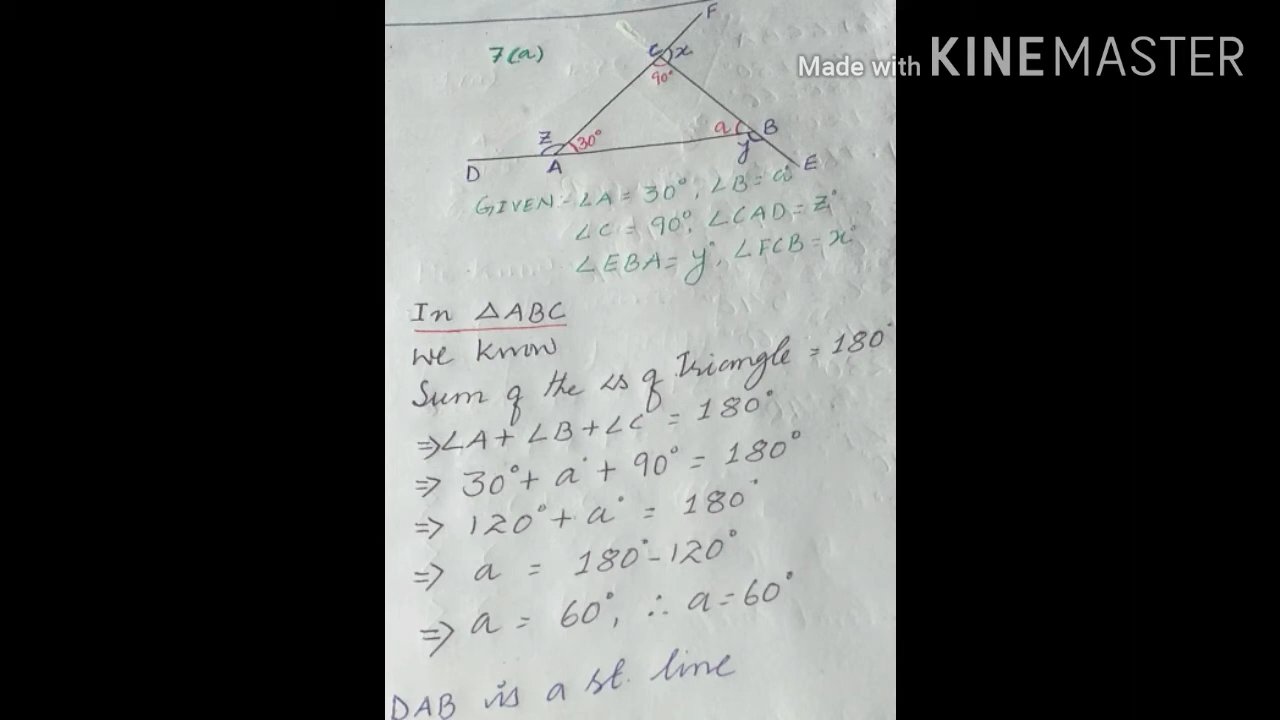 Made with KINEMASTER
7(a)
F
C x
90°
Z 30° a B
y
D A E
GIVEN:- ∠A = 30°, ∠B = a°
∠C = 90°, ∠CAD = Z°
∠EBA = y°, ∠FCB = x°
In △ABC
We know
Sum of the ∠s of Triangle = 180°
⇒ ∠A + ∠B + ∠C = 180°
⇒ 30° + a° + 90° = 180°
⇒ 120° + a° = 180°
⇒ a = 180° - 120°
⇒ a = 60°, ∴ a = 60°
DAB is a st. line